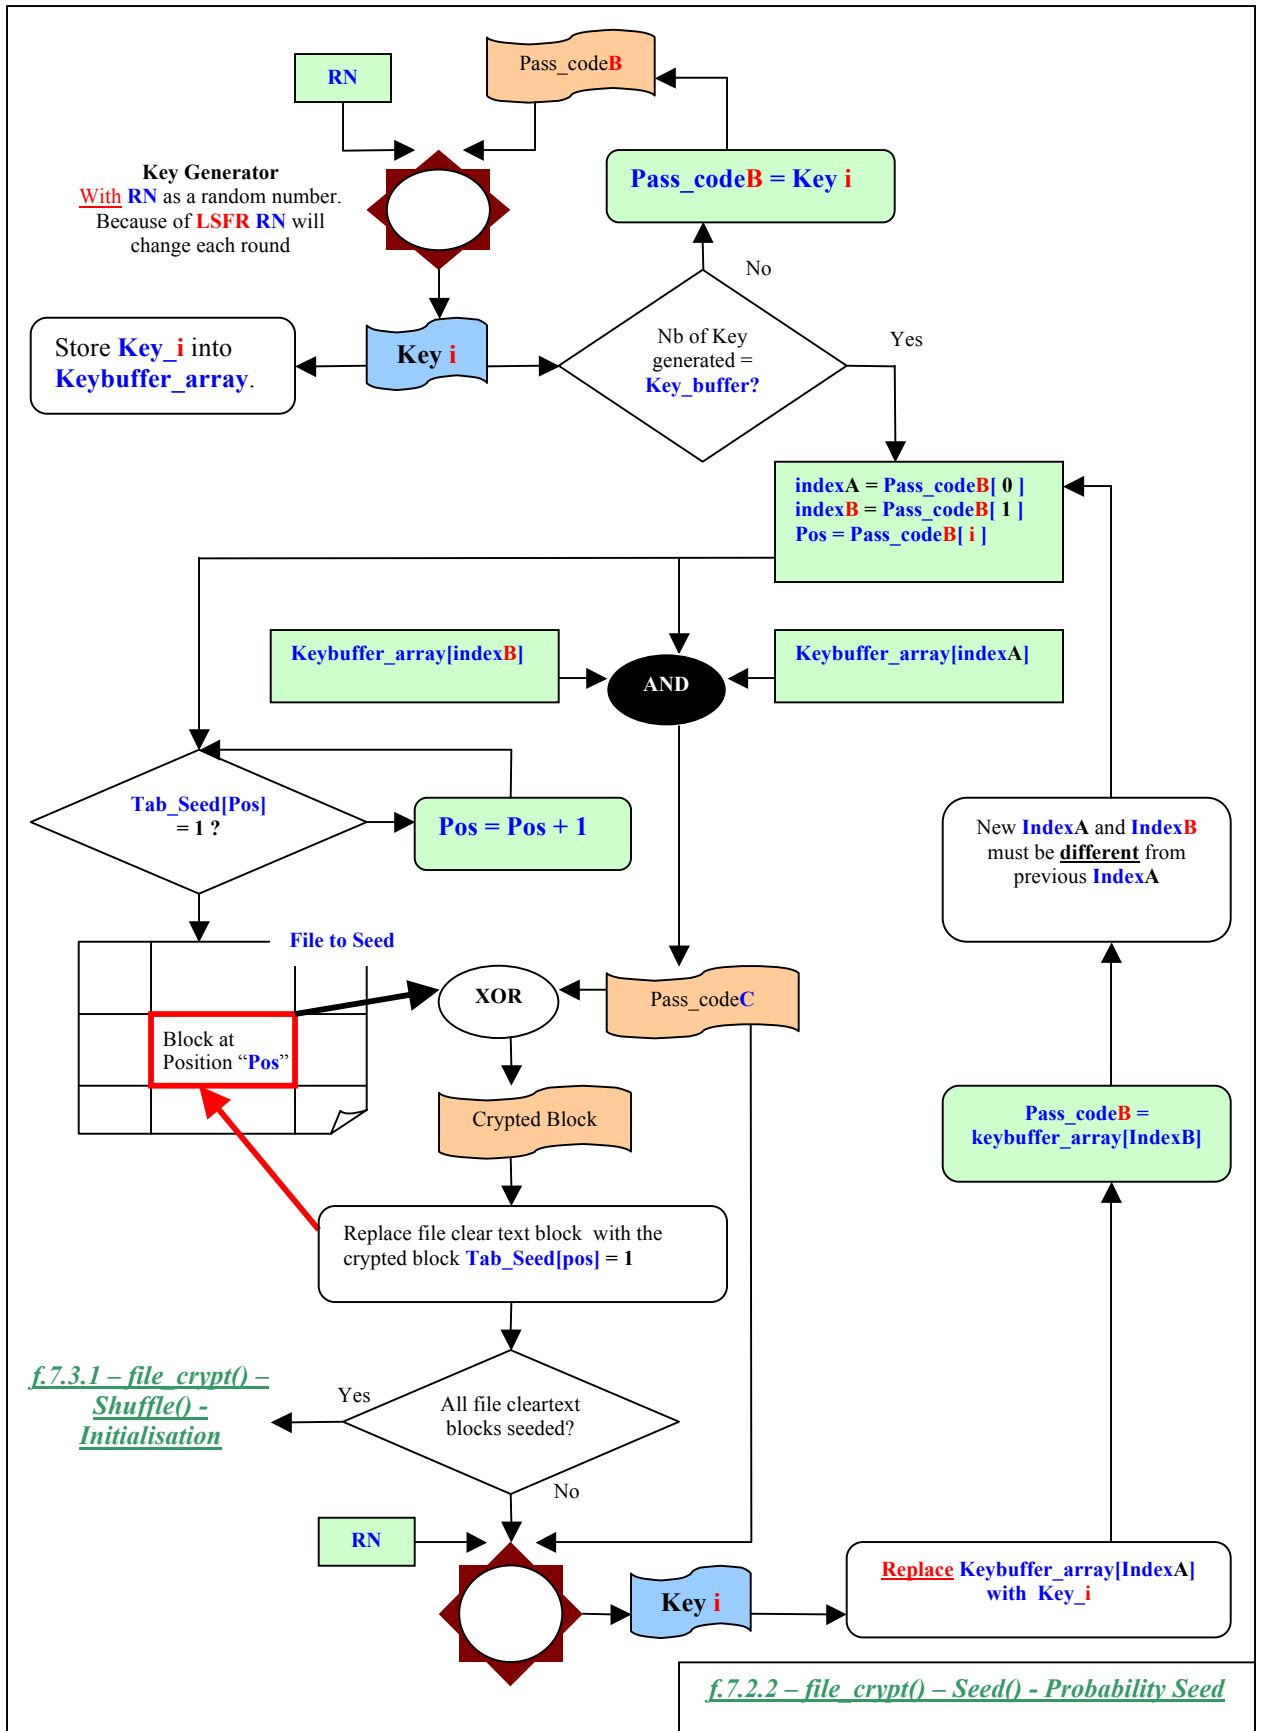 RN
Pass_codeB
Key Generator
With RN as a random number.
Because of LSFR RN will
change each round
Pass_codeB = Key i
No
Store Key_i into
Keybuffer_array.
Key i
Nb of Key
generated =
Key_buffer?
Yes
indexA = Pass_codeB[ 0 ]
indexB = Pass_codeB[ 1 ]
Pos = Pass_codeB[ i ]
Keybuffer_array[indexB]
AND
Keybuffer_array[indexA]
Tab_Seed[Pos]
= 1 ?
Pos = Pos + 1
New IndexA and IndexB
must be different from
previous IndexA
File to Seed
XOR
Pass_codeC
Block at
Position “Pos”
Crypted Block
Pass_codeB =
keybuffer_array[IndexB]
Replace file clear text block with the
crypted block Tab_Seed[pos] = 1
f.7.3.1 – file_crypt() –
Shuffle() -
Initialisation
Yes
All file cleartext
blocks seeded?
No
RN
Key i
Replace Keybuffer_array[IndexA]
with Key_i
f.7.2.2 – file_crypt() – Seed() - Probability Seed